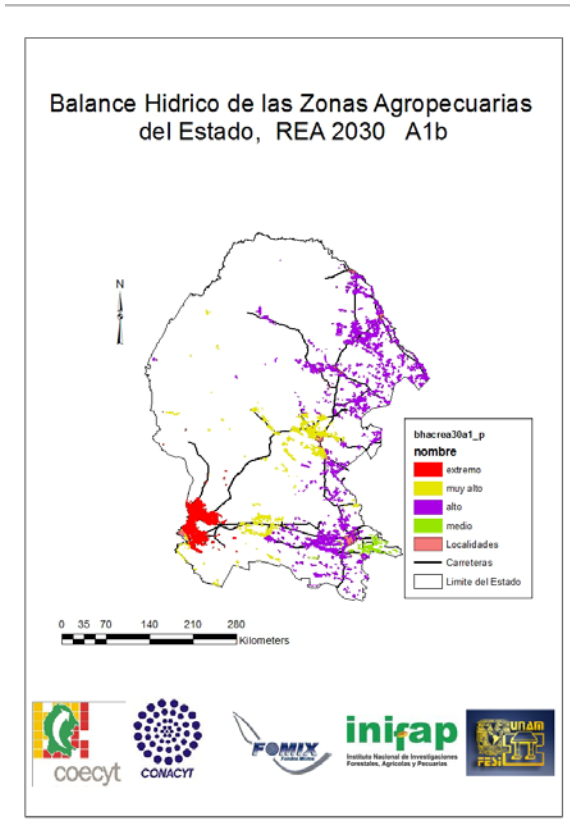 Balance Hidrico de las Zonas Agropecuarias
del Estado, REA 2030 A1b
N
bhacrea30a1_p
nombre
extremo
muy alto
alto
medio
Localidades
Carreteras
Limite del Estado
0 35 70 140 210 280
Kilometers
coecyt
CONACYT
FOMIX
Fondos Mixtos
inifap
Instituto Nacional de Investigaciones
Forestales, Agrícolas y Pecuarias
UNAM
FESI